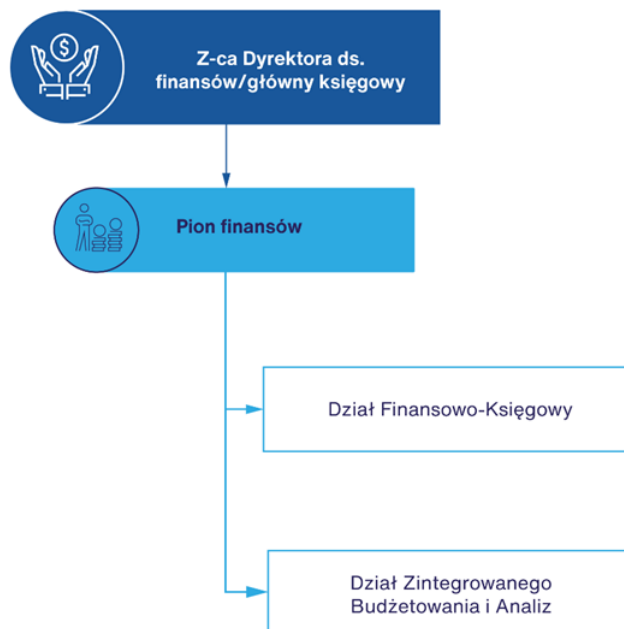 $
Z-ca Dyrektora ds.
finansów/główny księgowy
Pion finansów
Dział Finansowo-Księgowy
Dział Zintegrowanego
Budżetowania i Analiz